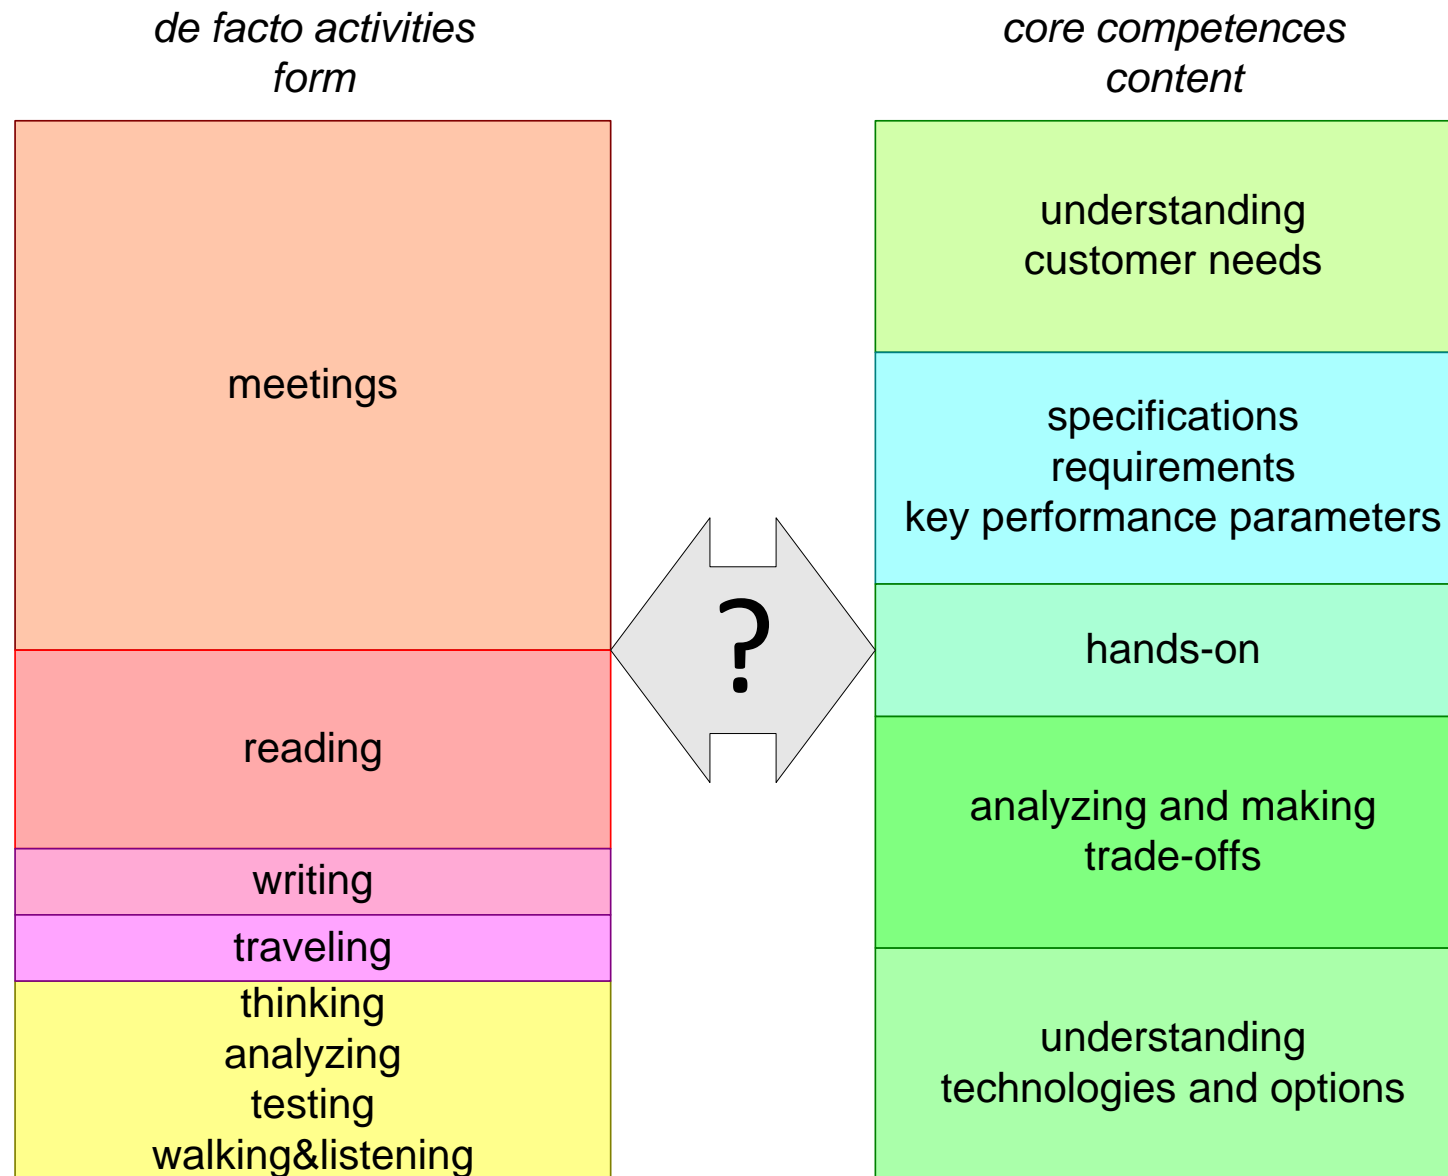 de facto activities
form
meetings
reading
writing
traveling
thinking
analyzing
testing
walking&listening
?
core competences
content
understanding
customer needs
specifications
requirements
key performance parameters
hands-on
analyzing and making
trade-offs
understanding
technologies and options